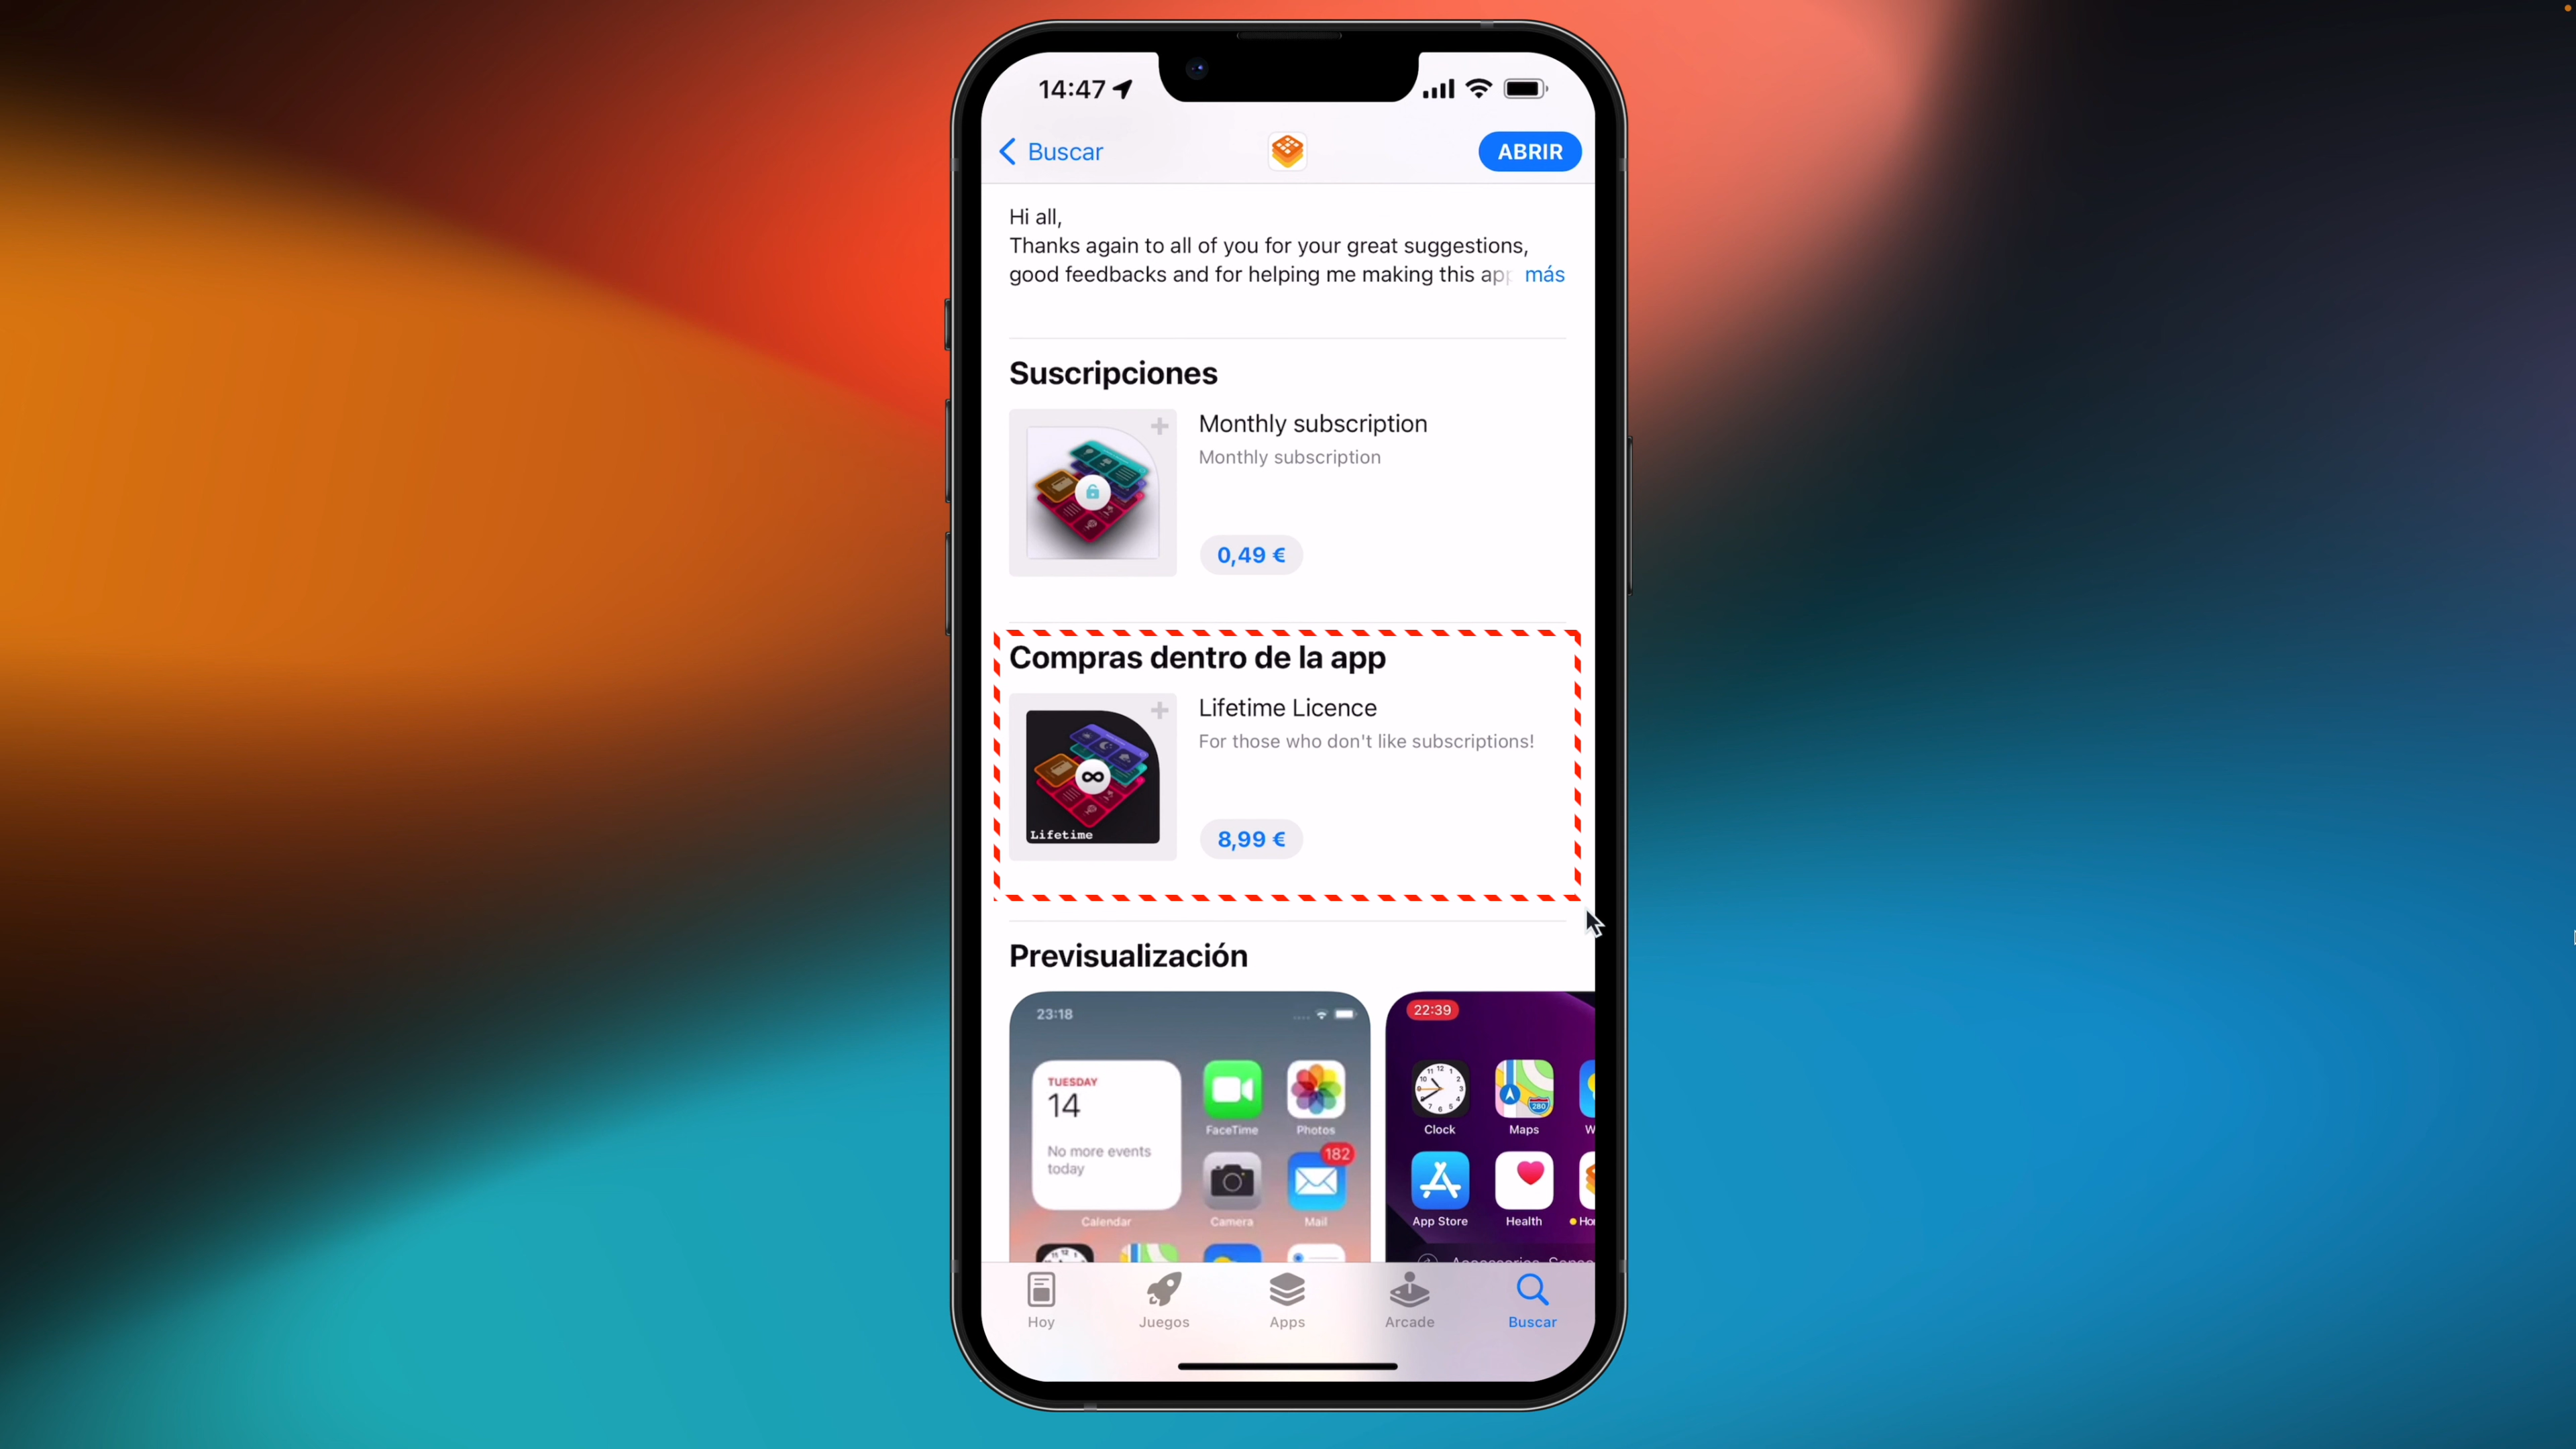 14:47
Buscar
ABRIR
Hi all,
Thanks again to all of you for your great suggestions,
good feedbacks and for helping me making this app más
Suscripciones
Monthly subscription
Monthly subscription
0,49 €
Compras dentro de la app
Lifetime Licence
For those who don't like subscriptions!
Lifetime
8,99 €
Previsualización
23:18
TUESDAY
14
No more events
today
Calendar
FaceTime
Photos
182
Camera
Mail
22:39
Clock
Maps
280
App Store
Health
Hoy
Juegos
Apps
Arcade
Buscar